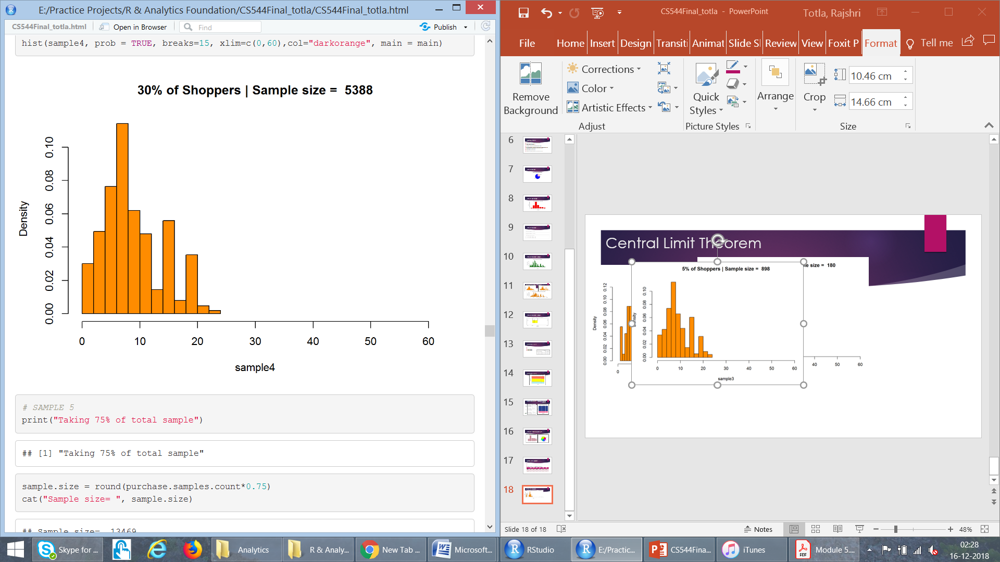 E:/Practice Projects/R & Analytics Foundation/CS544Final_totla/CS544Final_totla.html
CS544Final_totla.html
Open in Browser
Find
Publish
hist(sample4, prob = TRUE, breaks=15, xlim=c(0,60),col="darkorange", main = main)
30% of Shoppers | Sample size =  5388
Density
0.00 0.02 0.04 0.06 0.08 0.10
0 10 20 30 40 50 60
sample4
# SAMPLE 5
print("Taking 75% of total sample")
## [1] "Taking 75% of total sample"
sample.size = round(purchase.samples.count*0.75)
cat("Sample size= ", sample.size)
## Sample size=  13469
CS544Final_totla - PowerPoint
Totla, Rajshri
File Home Insert Design Transiti Animat Slide Sl Review View Foxit P Format Tell me
Remove Background
Corrections
Color
Artistic Effects
Adjust
Quick Styles
Picture Styles
Arrange
Crop
10.46 cm
14.66 cm
Size
6
7
8
9
10
11
12
13
14
15
16
17
18
Central Limit Theorem
5% of Shoppers | Sample size =  898
le size =  180
Density
0.00 0.02 0.04 0.06 0.08 0.10 0.12
0
Density
0.00 0.02 0.04 0.06 0.08 0.10
0 10 20 30 40 50 60
sample3
40 50 60
Slide 18 of 18
Notes
48%
Skype for ...
Analytics
R & Analy...
New Tab ...
Microsoft...
RStudio
E:/Practic...
CS544Fina...
iTunes
Module 5....
02:28
16-12-2018